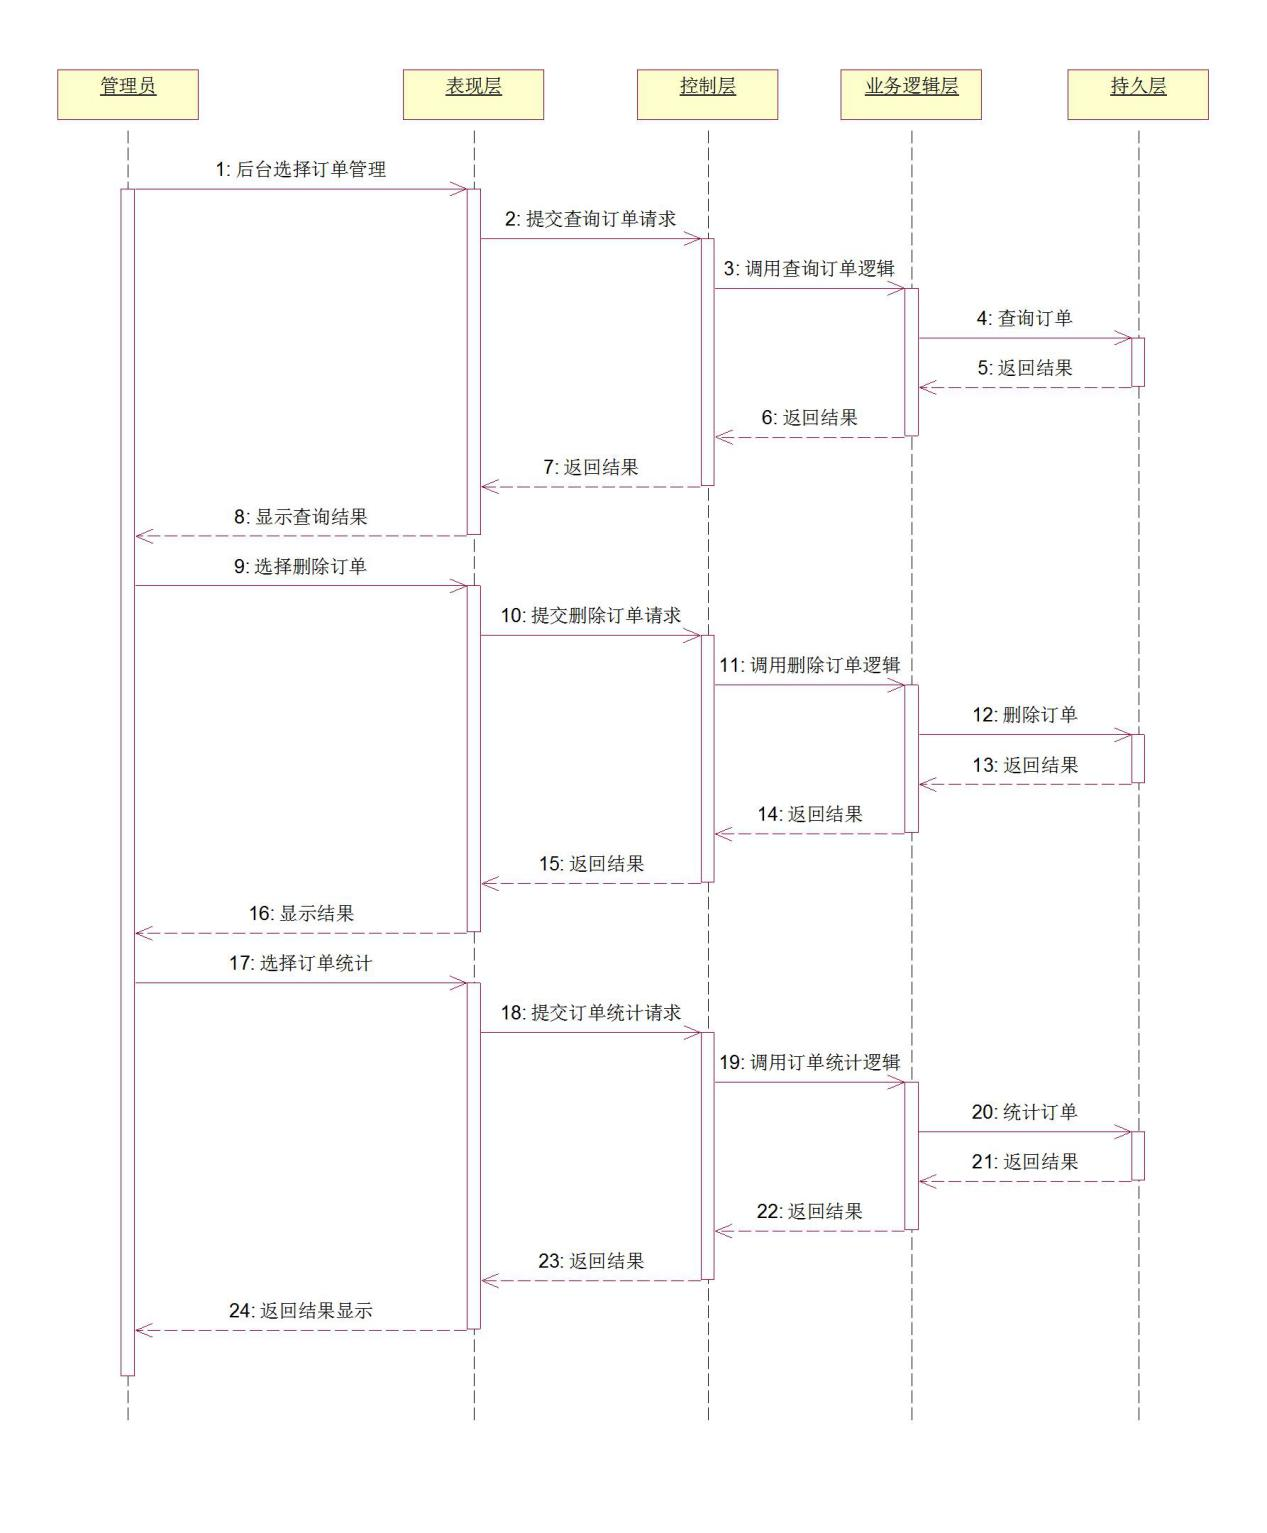 管理员
表现层
控制层
业务逻辑层
持久层
1: 后台选择订单管理
2: 提交查询订单请求
3: 调用查询订单逻辑
4: 查询订单
5: 返回结果
6: 返回结果
7: 返回结果
8: 显示查询结果
9: 选择删除订单
10: 提交删除订单请求
11: 调用删除订单逻辑
12: 删除订单
13: 返回结果
14: 返回结果
15: 返回结果
16: 显示结果
17: 选择订单统计
18: 提交订单统计请求
19: 调用订单统计逻辑
20: 统计订单
21: 返回结果
22: 返回结果
23: 返回结果
24: 返回结果显示